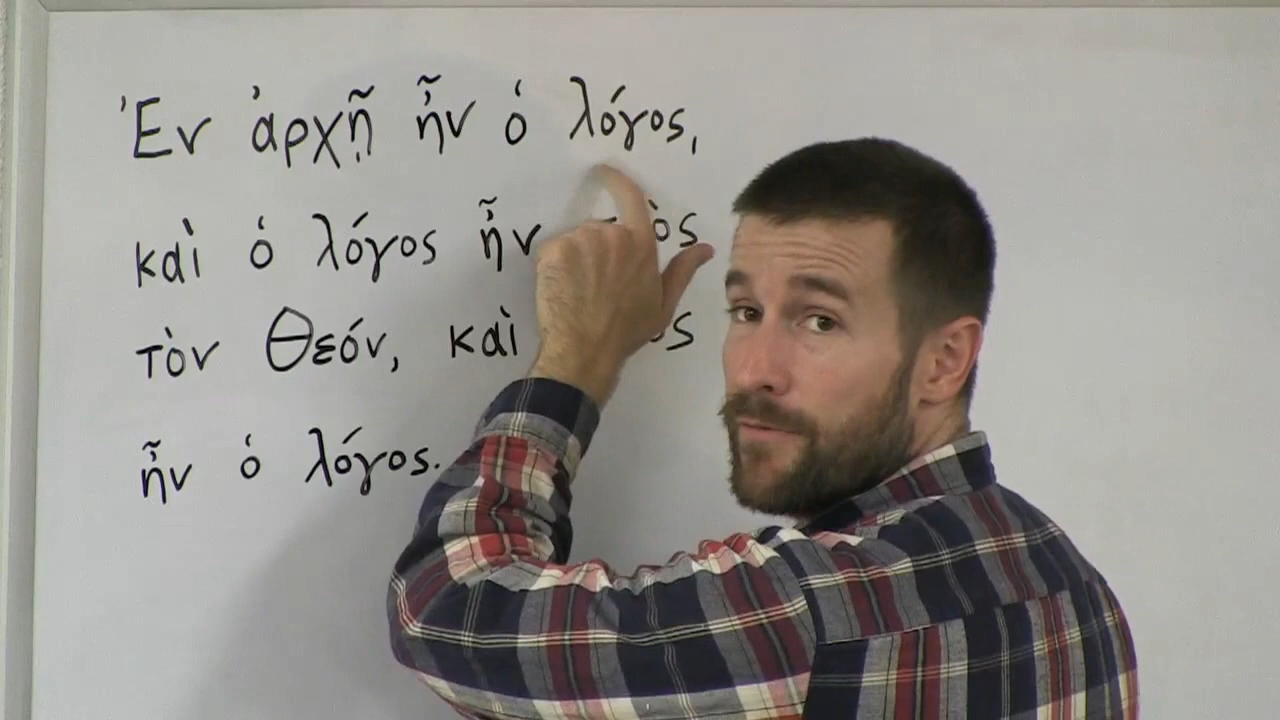 Ἐν ἀρχῇ ἦν ὁ λόγος,
καὶ ὁ λόγος ἦν
τὸν Θεόν, καὶ
ἦν ὁ λόγος.